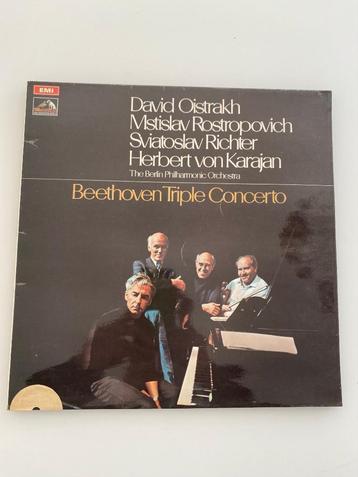 EMI
David Oistrakh
Mstislav Rostropovich
Sviatoslav Richter
Herbert von Karajan
The Berlin Philharmonic Orchestra
Beethoven Triple Concerto